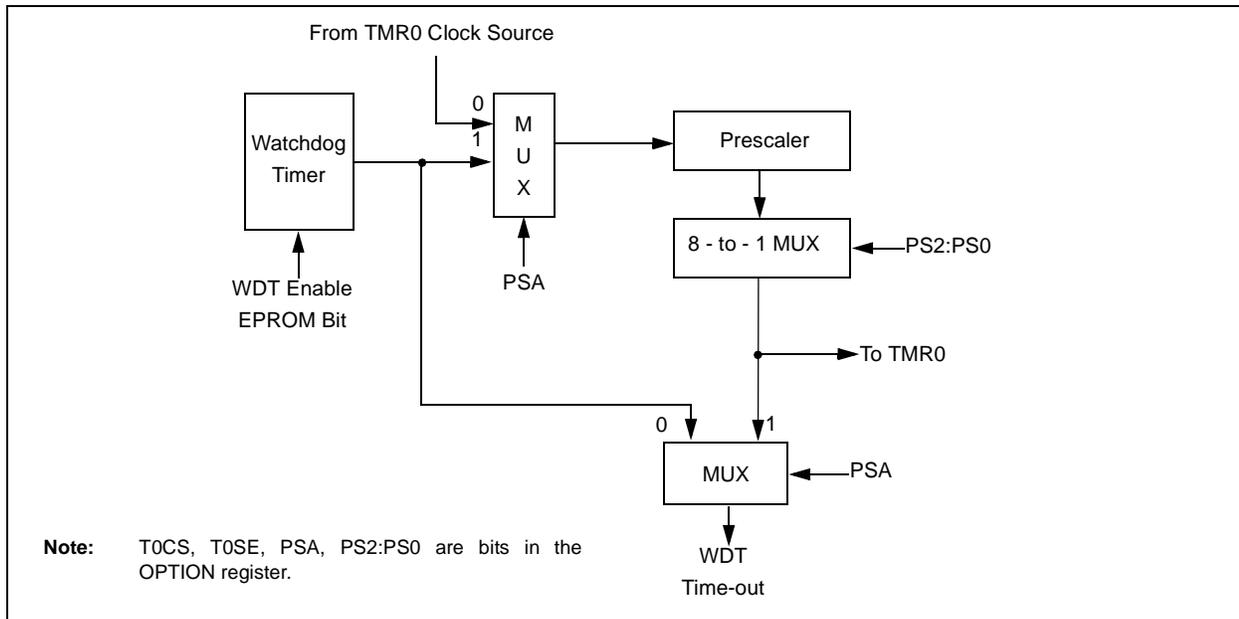 From TMR0 Clock Source
0
M
U
X
1
Watchdog
Timer
Prescaler
8 - to - 1 MUX
PS2:PS0
WDT Enable
EPROM Bit
PSA
To TMR0
0
1
MUX
PSA
WDT
Time-out
Note: T0CS, T0SE, PSA, PS2:PS0 are bits in the
OPTION register.